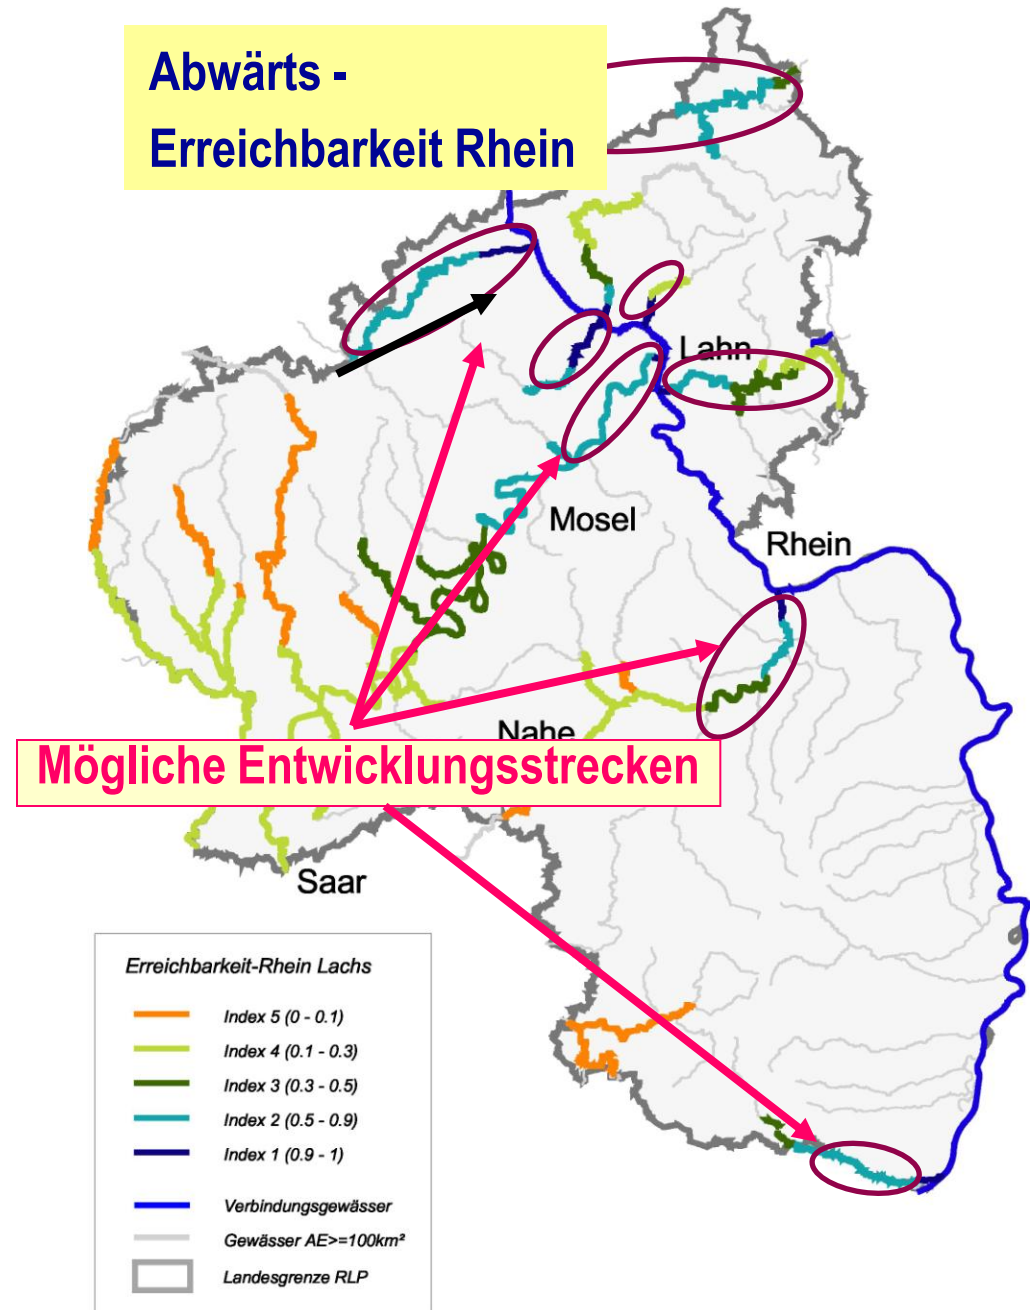 Abwärts -
Erreichbarkeit Rhein
Lahn
Mosel
Rhein
Nahe
Mögliche Entwicklungsstrecken
Saar
Erreichbarkeit-Rhein Lachs
Index 5 (0 - 0.1)
Index 4 (0.1 - 0.3)
Index 3 (0.3 - 0.5)
Index 2 (0.5 - 0.9)
Index 1 (0.9 - 1)
Verbindungsgewässer
Gewässer AE>=100km²
Landesgrenze RLP